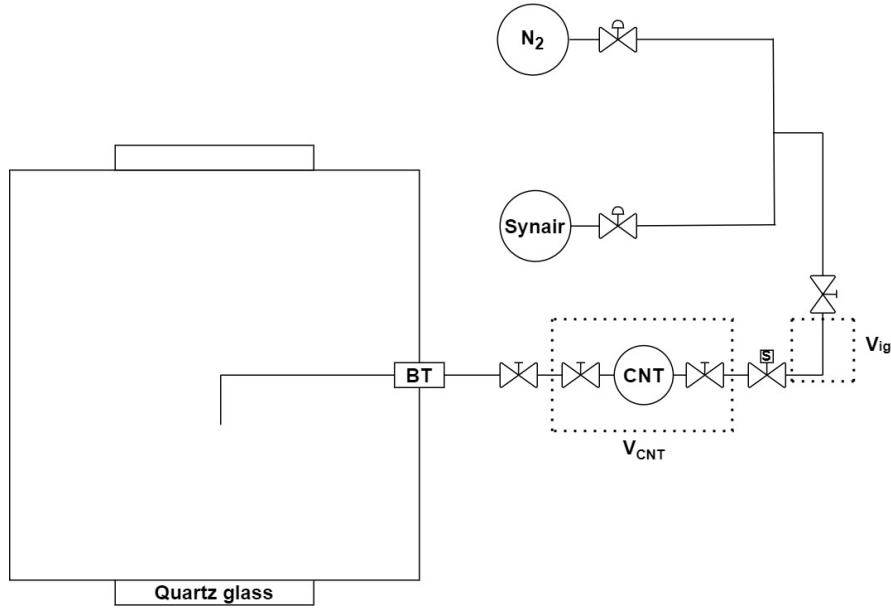 N2
Synair
Vig
BT
CNT
S
VCNT
Quartz glass